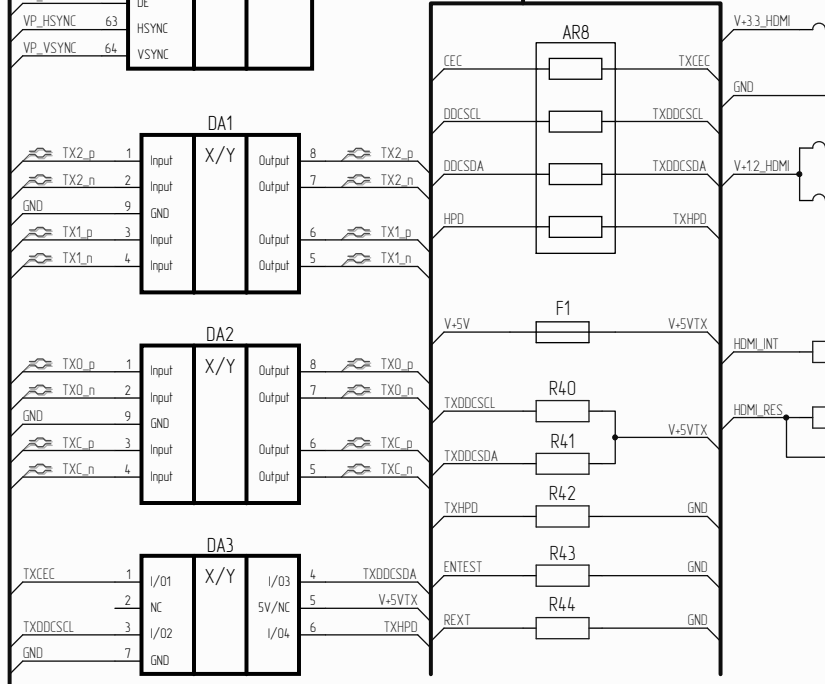 DE
VP_HSYNC 63 HSYNC
VP_VSYNC 64 VSYNC
DA1
TX2_p 1 Input X/Y Output 8 TX2_p
TX2_n 2 Input Output 7 TX2_n
GND 9 GND
TX1_p 3 Input Output 6 TX1_p
TX1_n 4 Input Output 5 TX1_n
DA2
TX0_p 1 Input X/Y Output 8 TX0_p
TX0_n 2 Input Output 7 TX0_n
GND 9 GND
TXC_p 3 Input Output 6 TXC_p
TXC_n 4 Input Output 5 TXC_n
DA3
TXCEC 1 I/O1 X/Y I/O3 4 TXDDCSDA
2 NC 5V/NC 5 V+5VTX
TXDDCSCL 3 I/O2 I/O4 6 TXHPD
GND 7 GND
AR8
CEC TXCEC
DDCSCL TXDDCSCL
DDCSDA TXDDCSDA
HPD TXHPD
F1
V+5V V+5VTX
R40
TXDDCSCL
V+5VTX
R41
TXDDCSDA
R42
TXHPD GND
R43
ENTEST GND
R44
REXT GND
V+3.3_HDMI
GND
V+1.2_HDMI
HDMI_INT
HDMI_RES